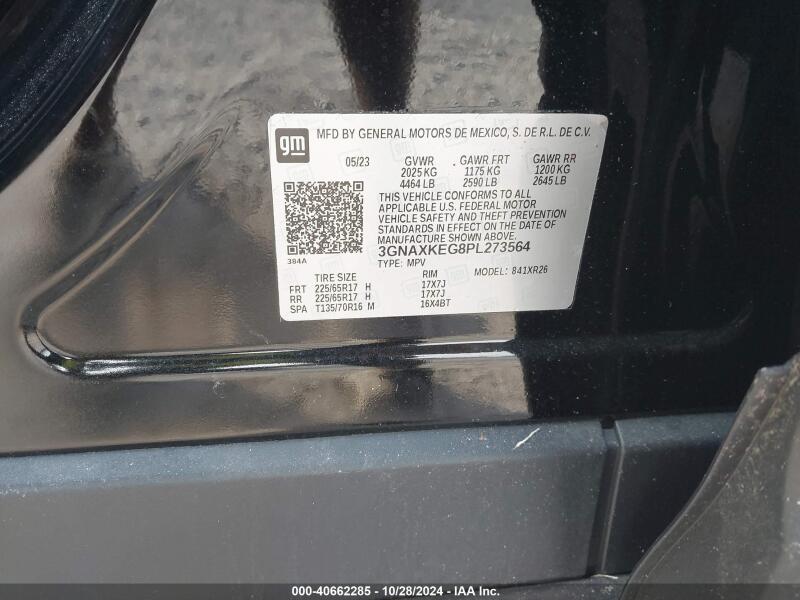 gm MFD BY GENERAL MOTORS DE MEXICO, S. DE R.L. DE C.V.
05/23 GVWR GAWR FRT GAWR RR
2025 KG 1175 KG 1200 KG
4464 LB 2590 LB 2645 LB
THIS VEHICLE CONFORMS TO ALL
APPLICABLE U.S. FEDERAL MOTOR
VEHICLE SAFETY AND THEFT PREVENTION
STANDARDS IN EFFECT ON THE DATE OF
MANUFACTURE SHOWN ABOVE.
384A 3GNAXKEG8PL273564
TYPE: MPV MODEL: 841XR26
TIRE SIZE RIM
FRT 225/65R17 H 17X7J
RR 225/65R17 H 17X7J
SPA T135/70R16 M 16X4BT
000-40662285 - 10/28/2024 - IAA Inc.